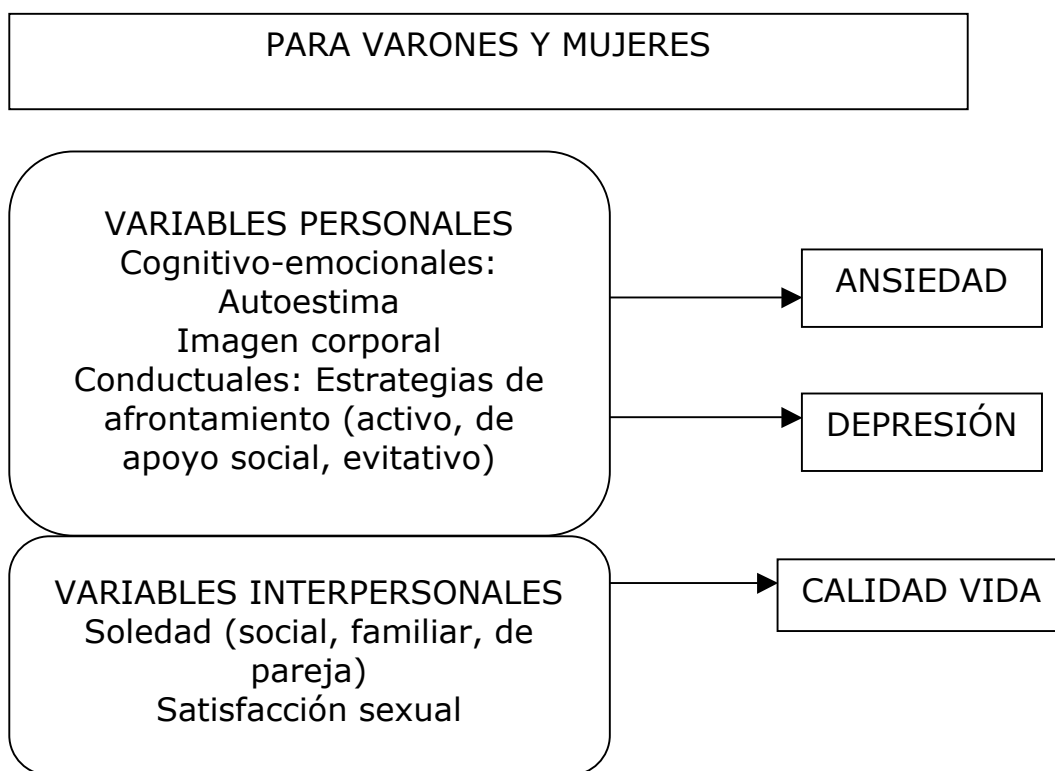 PARA VARONES Y MUJERES
VARIABLES PERSONALES
Cognitivo-emocionales:
Autoestima
Imagen corporal
Conductuales: Estrategias de
afrontamiento (activo, de
apoyo social, evitativo)
ANSIEDAD
DEPRESIÓN
VARIABLES INTERPERSONALES
Soledad (social, familiar, de
pareja)
Satisfacción sexual
CALIDAD VIDA